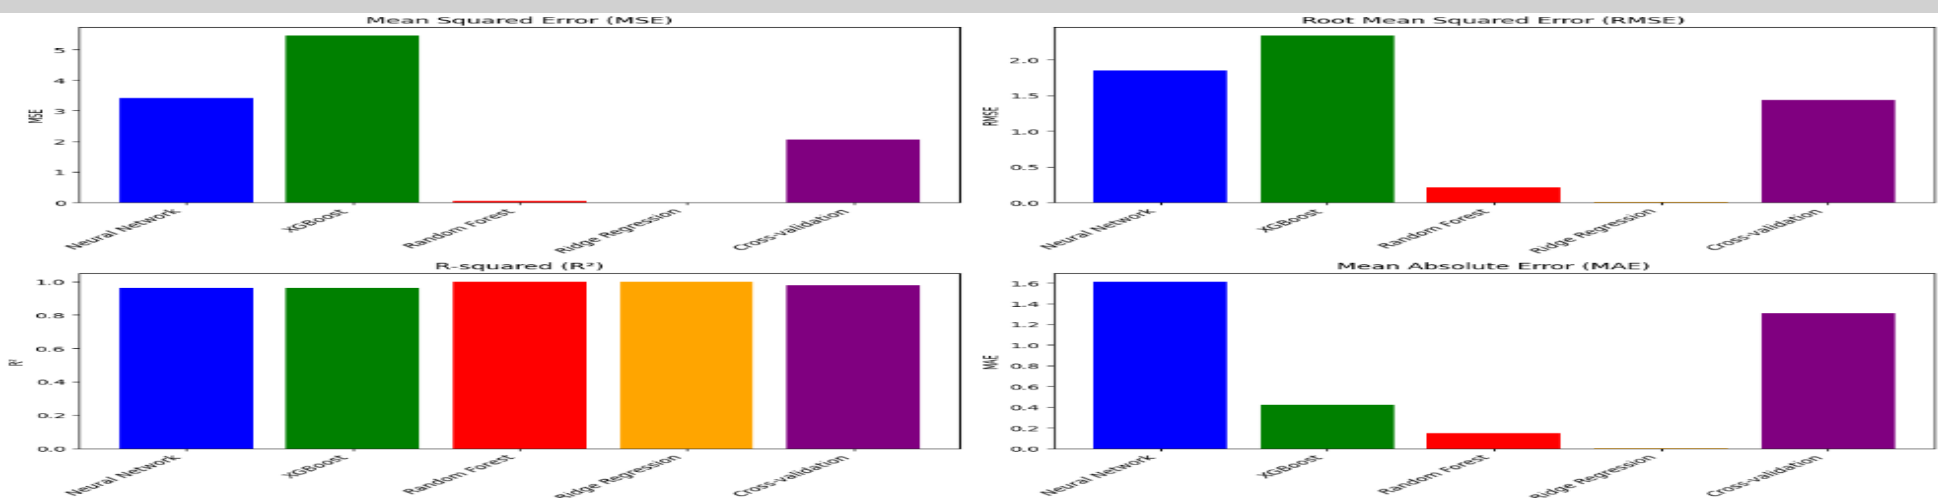 Mean Squared Error (MSE)
5
4
3
2
1
0
MSE
Neural Network
XGBoost
Random Forest
Ridge Regression
Cross-validation
Root Mean Squared Error (RMSE)
2.0
1.5
1.0
0.5
0.0
RMSE
Neural Network
XGBoost
Random Forest
Ridge Regression
Cross-validation
R-squared (R²)
1.0
0.8
0.6
0.4
0.2
0.0
R²
Neural Network
XGBoost
Random Forest
Ridge Regression
Cross-validation
Mean Absolute Error (MAE)
1.6
1.4
1.2
1.0
0.8
0.6
0.4
0.2
0.0
MAE
Neural Network
XGBoost
Random Forest
Ridge Regression
Cross-validation